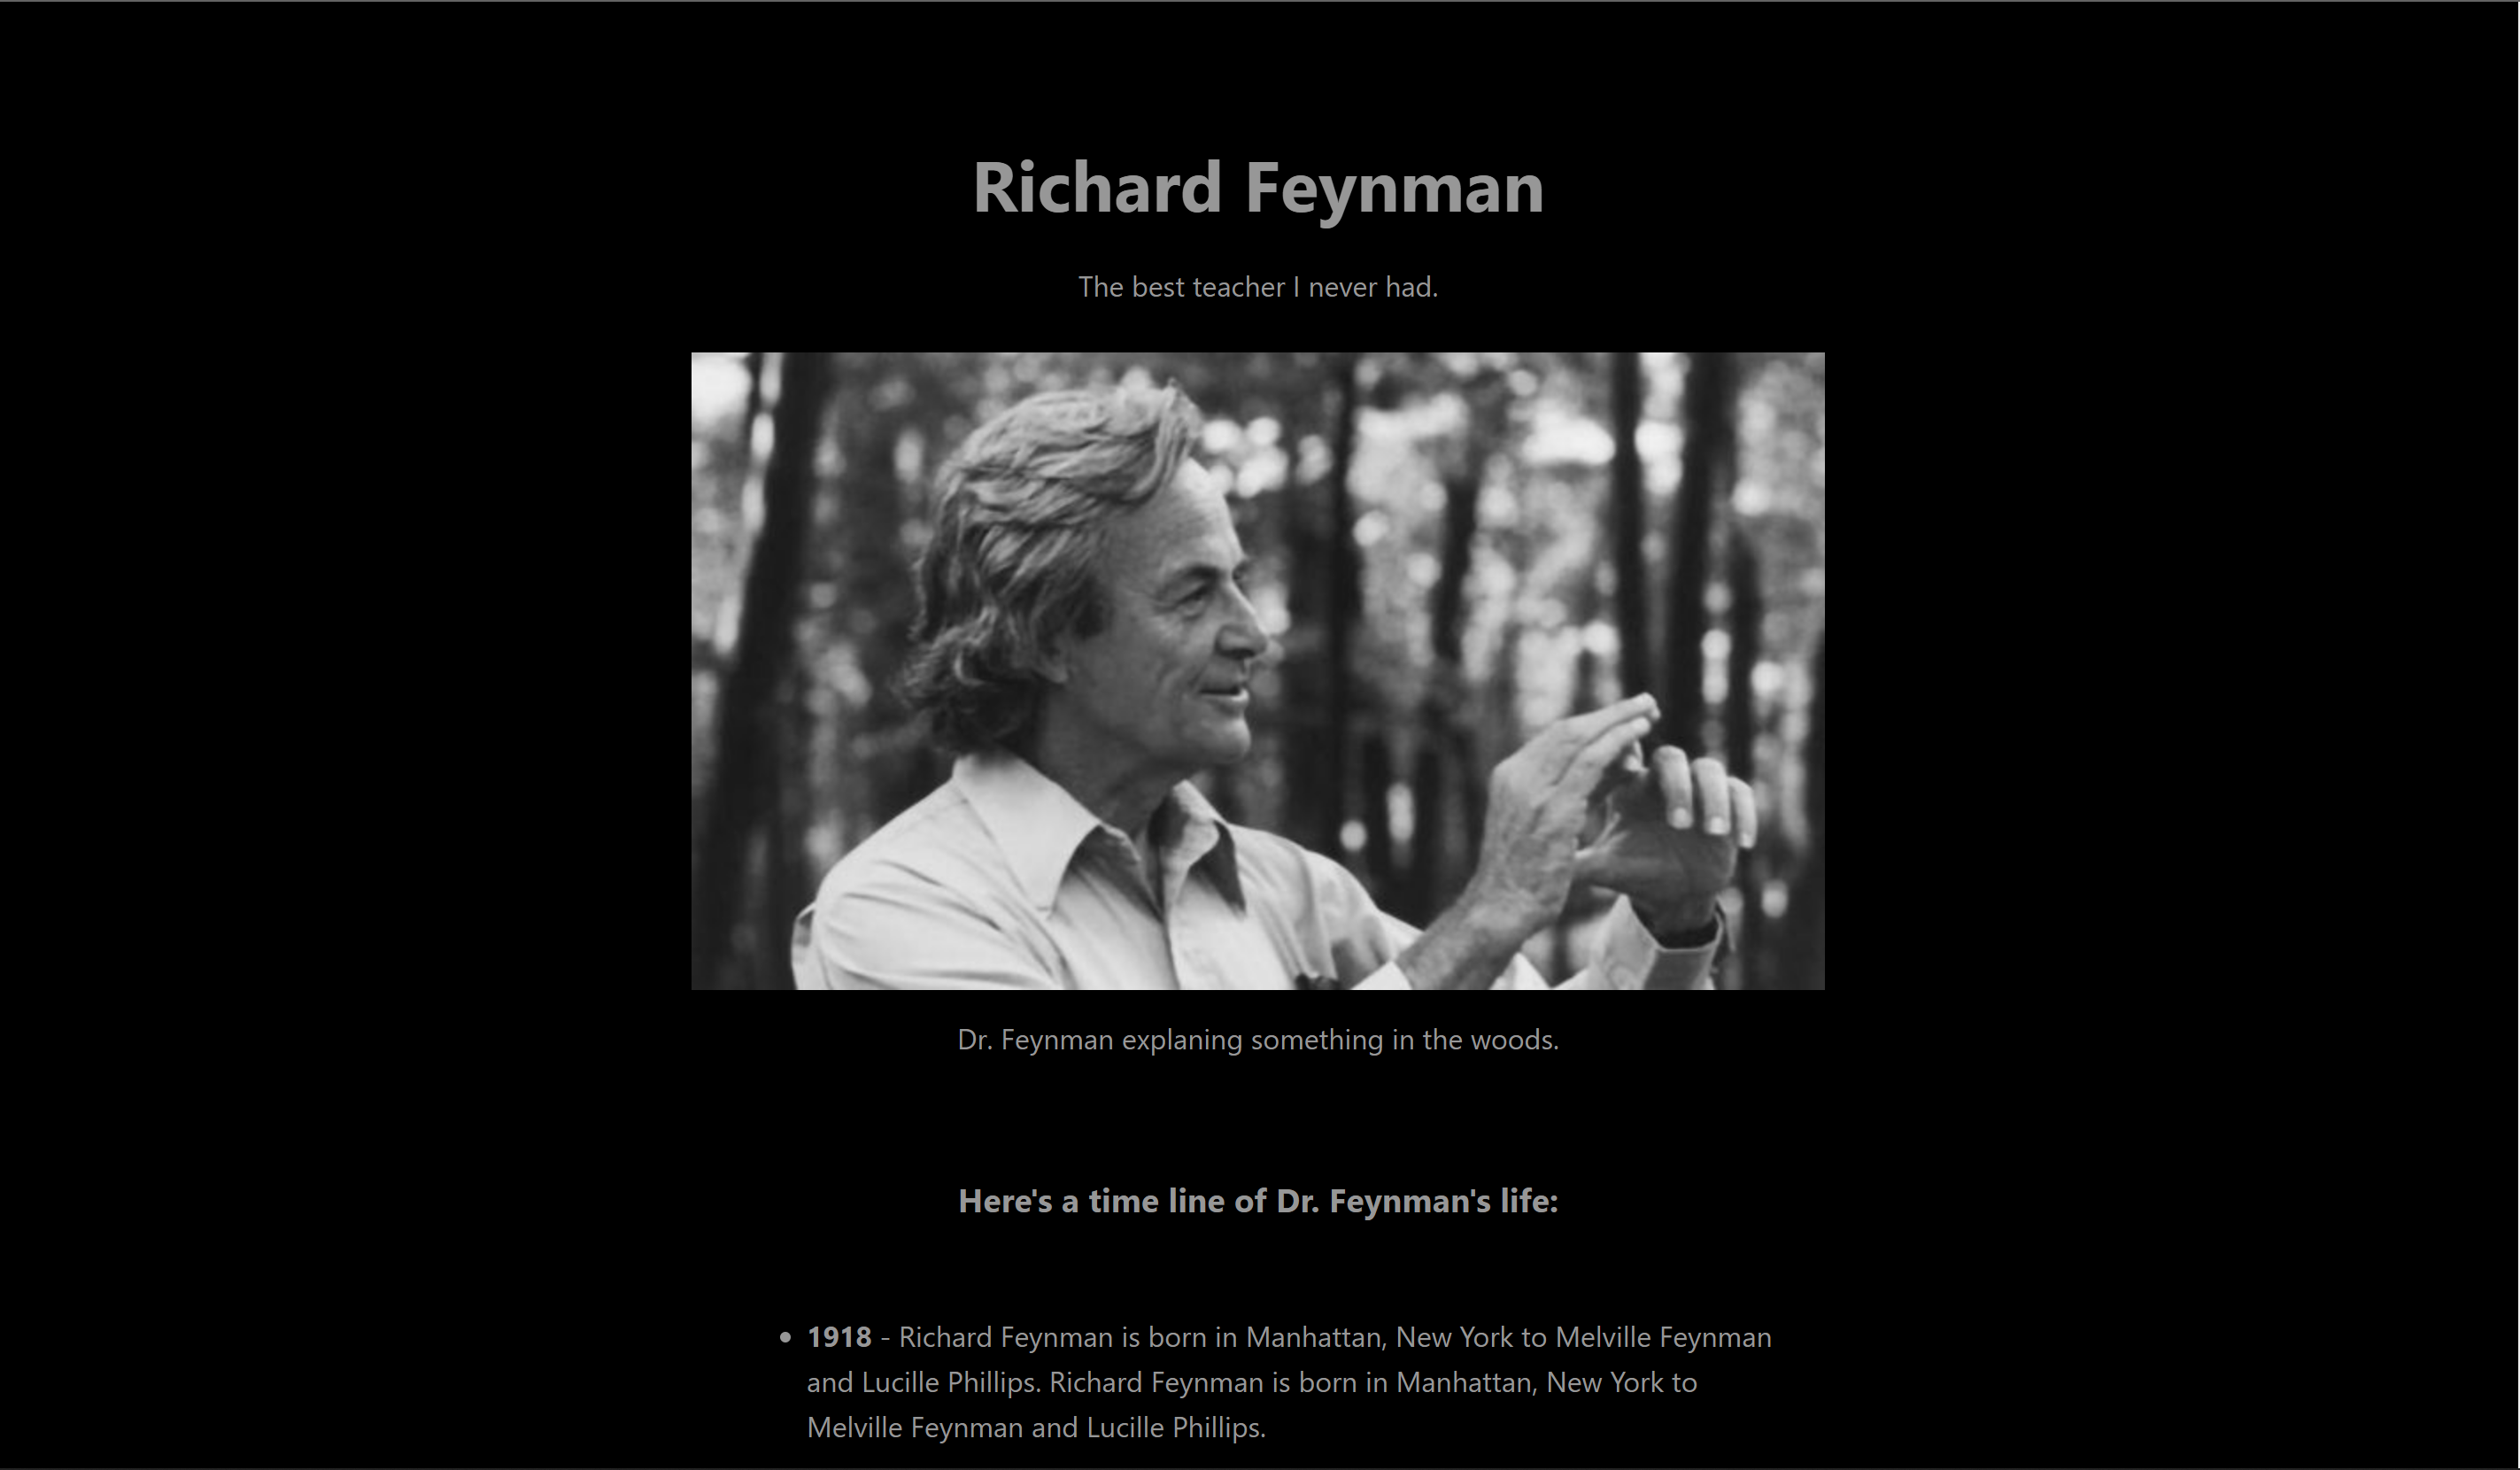 Richard Feynman
The best teacher I never had.
Dr. Feynman explaning something in the woods.
Here's a time line of Dr. Feynman's life:
• 1918 - Richard Feynman is born in Manhattan, New York to Melville Feynman
and Lucille Phillips. Richard Feynman is born in Manhattan, New York to
Melville Feynman and Lucille Phillips.